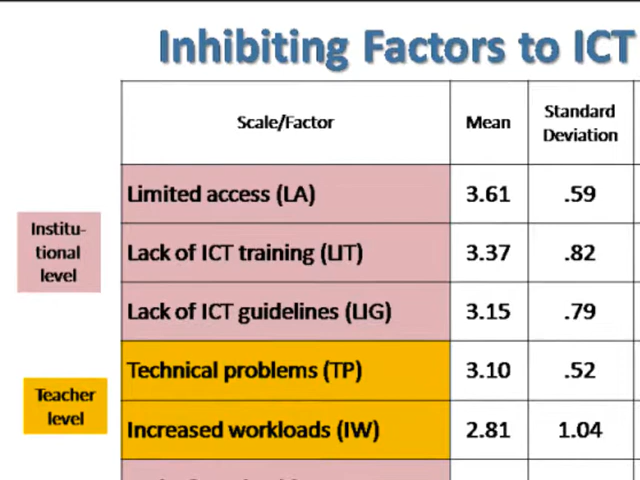 Inhibiting Factors to ICT
Scale/Factor Mean Standard Deviation
Limited access (LA) 3.61 .59
Institu-
tional
level
Lack of ICT training (LIT) 3.37 .82
Lack of ICT guidelines (LIG) 3.15 .79
Technical problems (TP) 3.10 .52
Teacher
level
Increased workloads (IW) 2.81 1.04